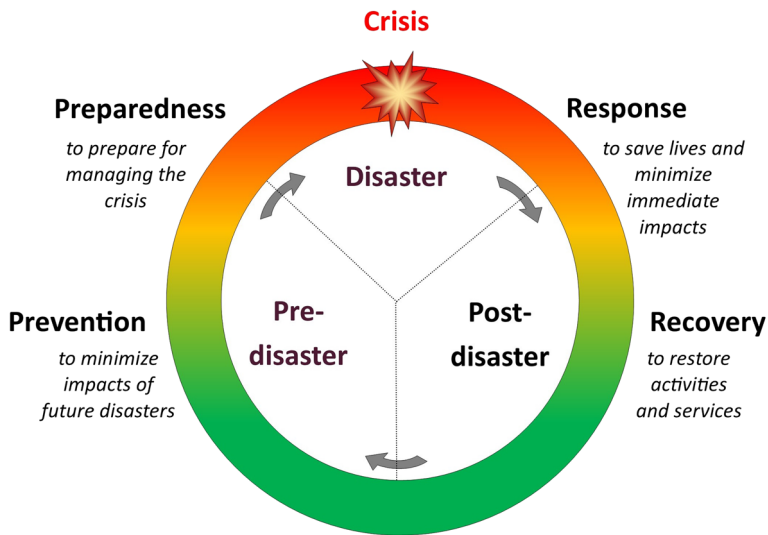 Crisis
Preparedness
to prepare for
managing the
crisis
Response
to save lives and
minimize
immediate
impacts
Disaster
Prevention
to minimize
impacts of
future disasters
Pre-
disaster
Post-
disaster
Recovery
to restore
activities
and services